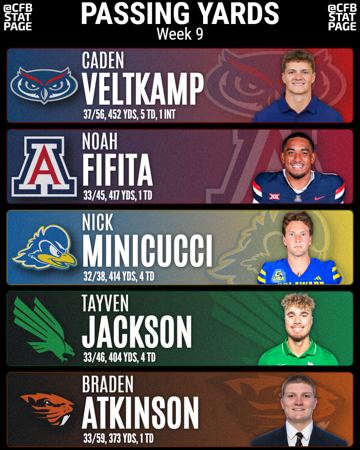 @CFB
STAT
PAGE
PASSING YARDS
Week 9
@CFB
STAT
PAGE
CADEN
VELTKAMP
37/56, 452 YDS, 5 TD, 1 INT
NOAH
FIFITA
33/45, 417 YDS, 1 TD
A
NICK
MINICUCCI
32/38, 414 YDS, 4 TD
DELAWARE
TAYVEN
JACKSON
33/46, 404 YDS, 4 TD
BRADEN
ATKINSON
33/59, 373 YDS, 1 TD